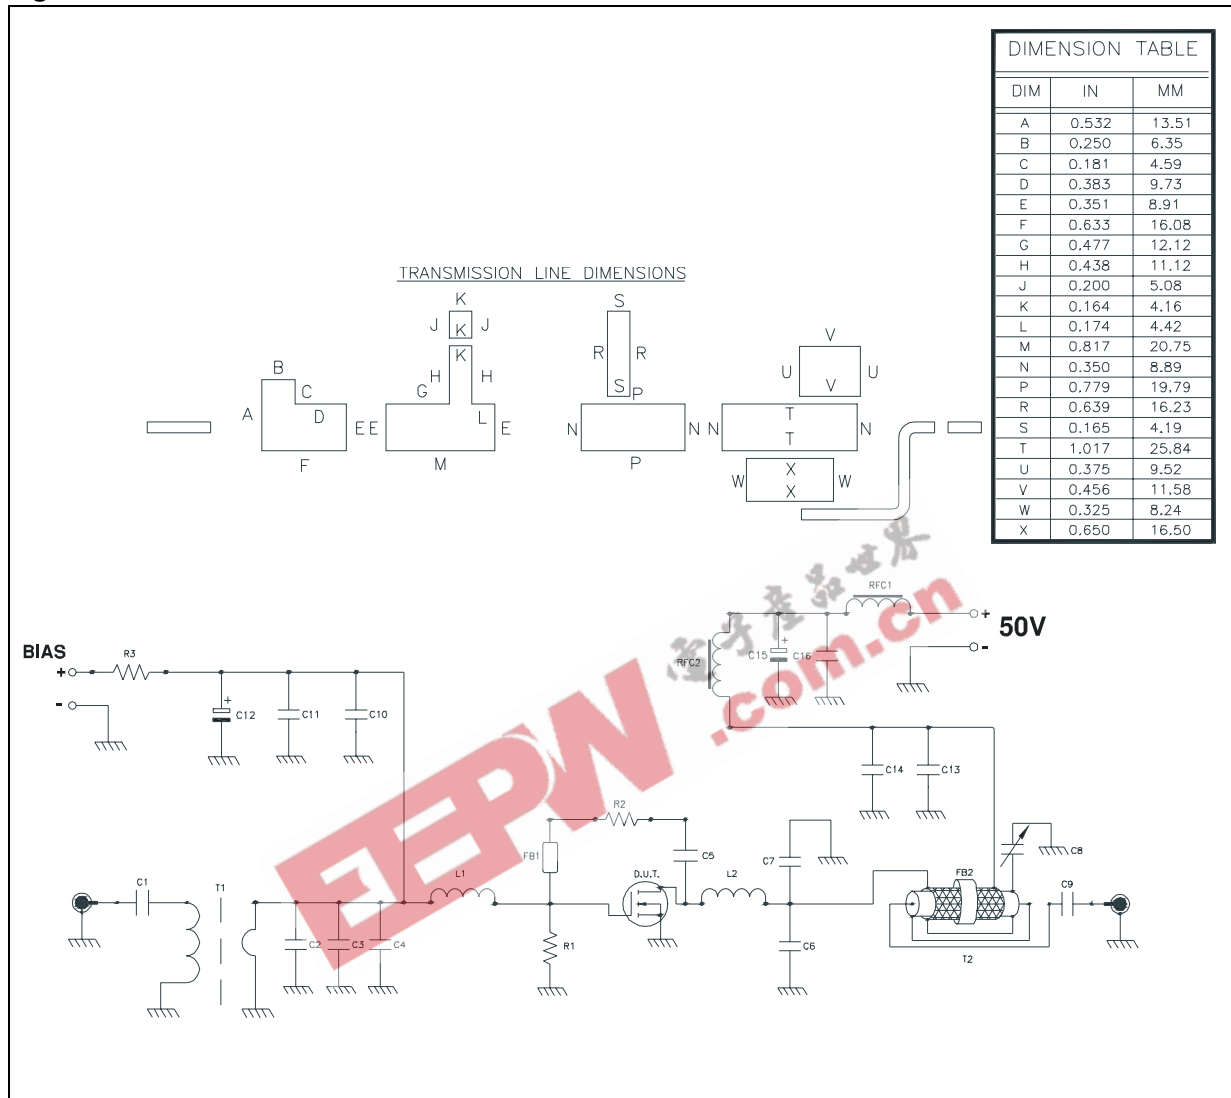 DIMENSION TABLE
DIM IN MM
A 0.532 13.51
B 0.250 6.35
C 0.181 4.59
D 0.383 9.73
E 0.351 8.91
F 0.633 16.08
G 0.477 12.12
H 0.438 11.12
J 0.200 5.08
K 0.164 4.16
L 0.174 4.42
M 0.817 20.75
N 0.350 8.89
P 0.779 19.79
R 0.639 16.23
S 0.165 4.19
T 1.017 25.84
U 0.375 9.52
V 0.456 11.58
W 0.325 8.24
X 0.650 16.50
TRANSMISSION LINE DIMENSIONS
K S
J K J
K R R V
B H H U U
C G S P V
A D E E L E N N N T N
T
F M P
W X W
X
電子產品世界
.com.cn
EEPW
RFC1
+
50V
-
BIAS
+ R3
RFC2 C15 + C16
-
+ C12 C11 C10
C14 C13
R2
FB1 C5 C7 C8
C1 T1 L1 D.U.T. L2 FB2 C9
C2 C3 C4 R1 C6 T2